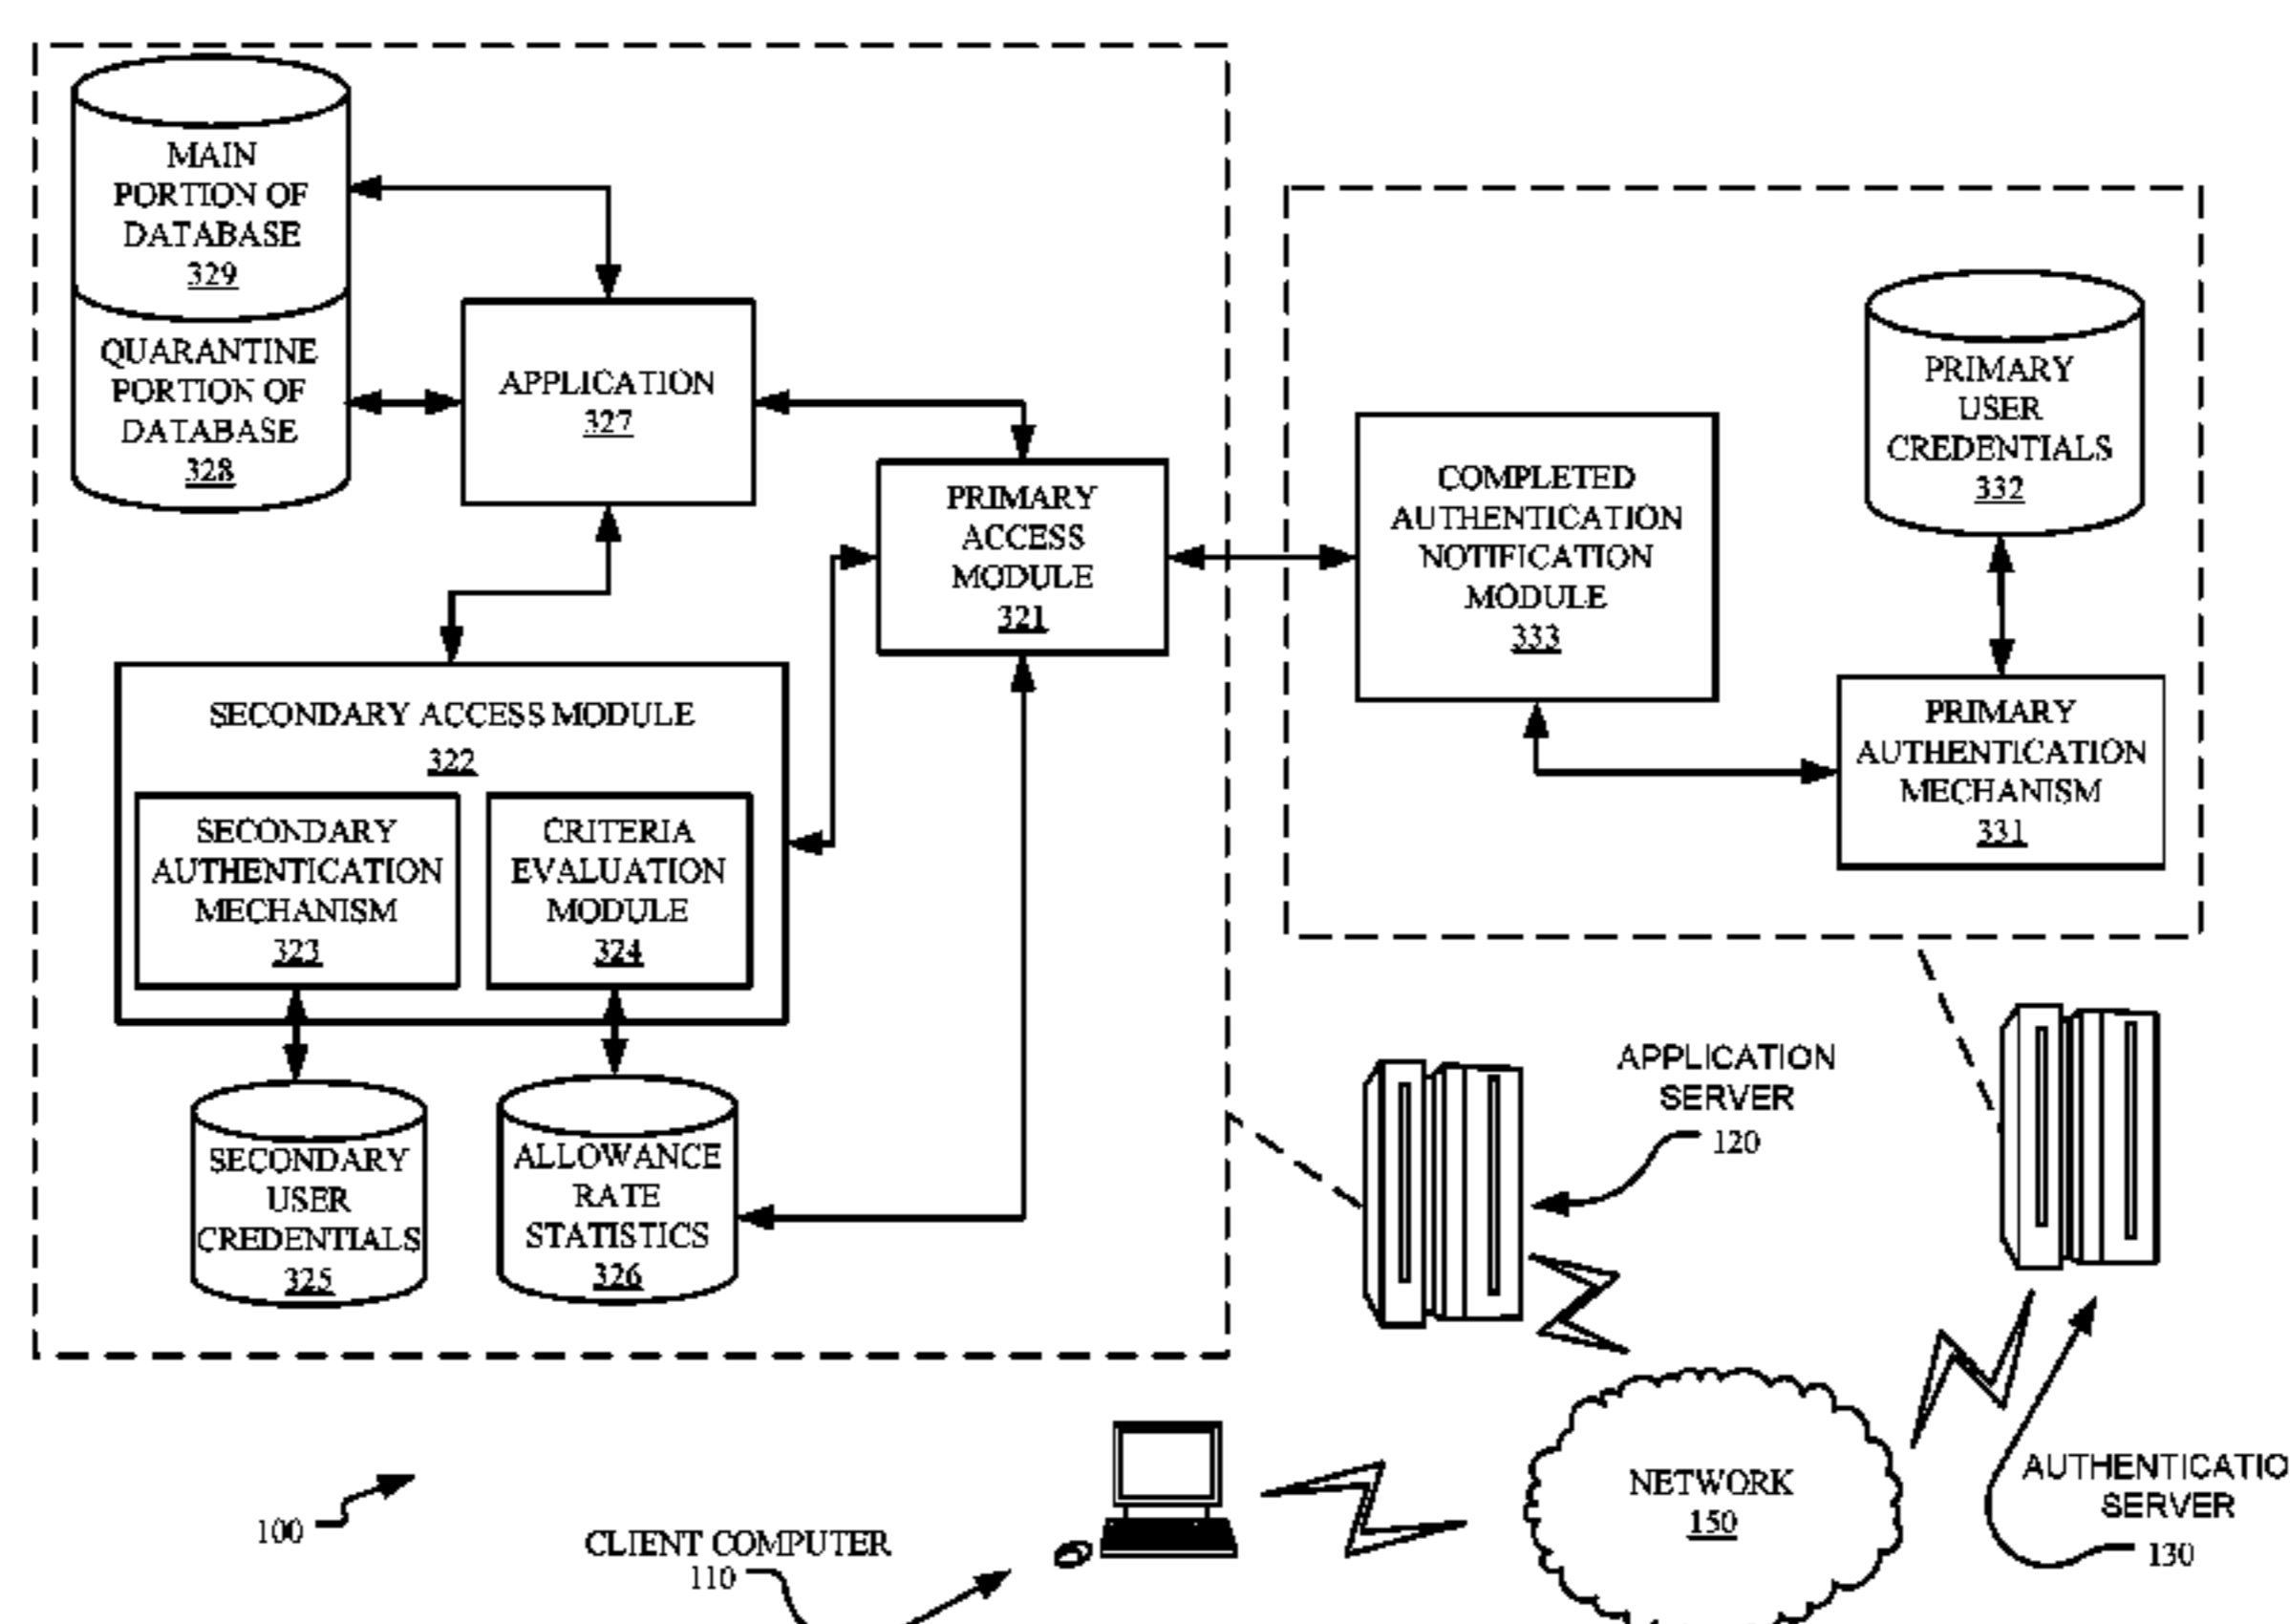 MAIN
PORTION OF
DATABASE
329
QUARANTINE
PORTION OF
DATABASE
328
APPLICATION
327
PRIMARY
ACCESS
MODULE
321
SECONDARY ACCESS MODULE
322
SECONDARY
AUTHENTICATION
MECHANISM
323
CRITERIA
EVALUATION
MODULE
324
SECONDARY
USER
CREDENTIALS
325
ALLOWANCE
RATE
STATISTICS
326
COMPLETED
AUTHENTICATION
NOTIFICATION
MODULE
333
PRIMARY
USER
CREDENTIALS
332
PRIMARY
AUTHENTICATION
MECHANISM
331
APPLICATION
SERVER
120
AUTHENTICATIO
SERVER
130
NETWORK
150
100
CLIENT COMPUTER
110